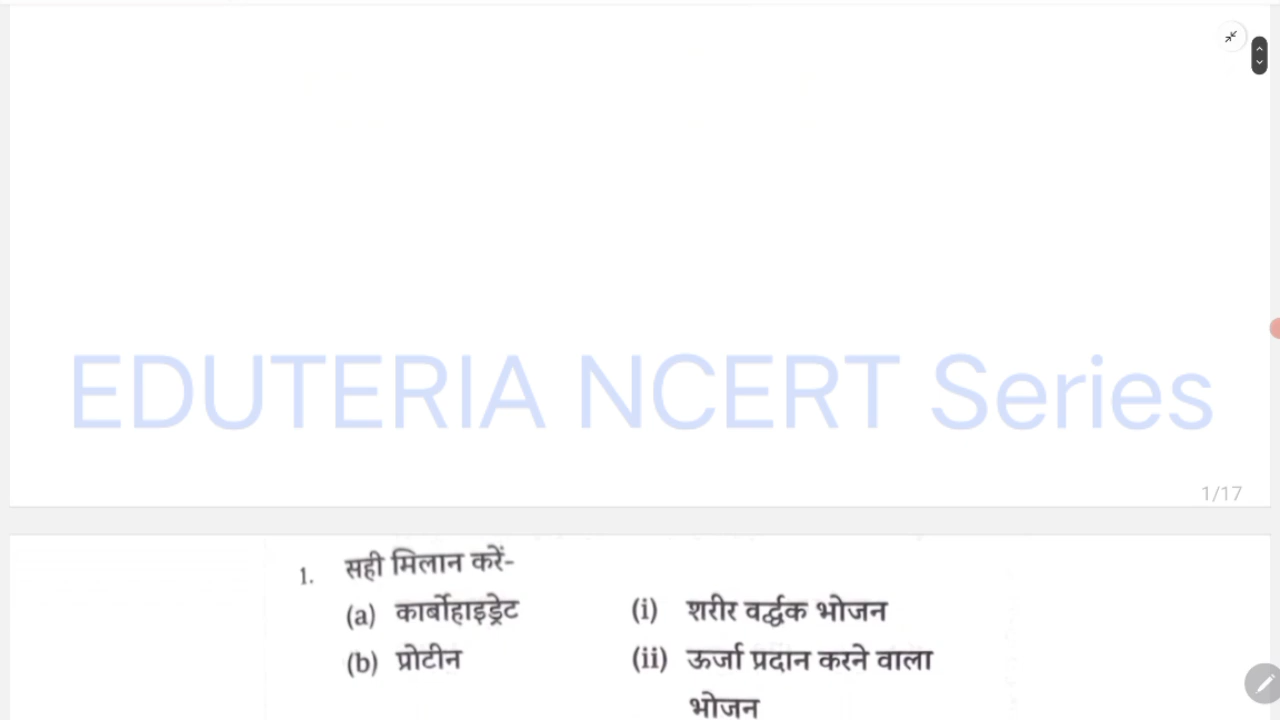 EDUTERIA NCERT Series
1/17
1. सही मिलान करें-
(a) कार्बोहाइड्रेट (i) शरीर वर्द्धक भोजन
(b) प्रोटीन (ii) ऊर्जा प्रदान करने वाला
भोजन